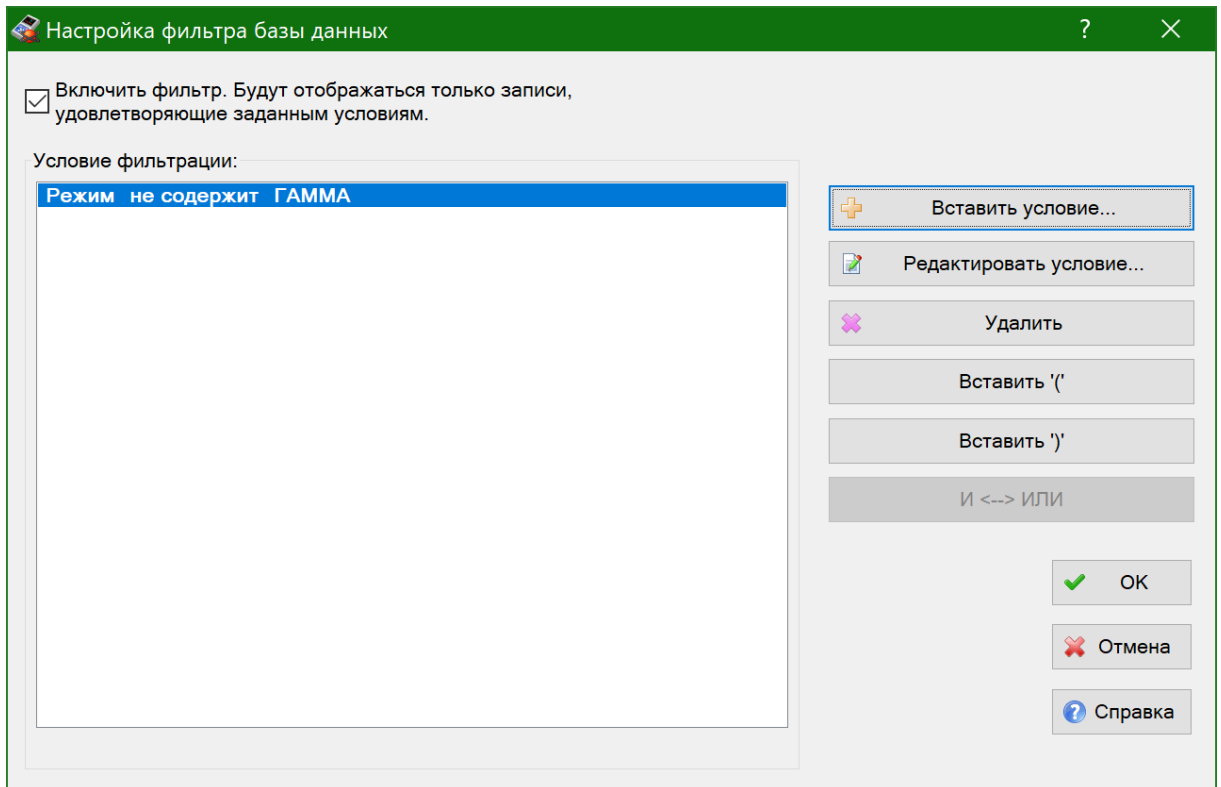 Настройка фильтра базы данных
?
Включить фильтр. Будут отображаться только записи,
удовлетворяющие заданным условиям.
Условие фильтрации:
Режим не содержит ГАММА
Вставить условие...
Редактировать условие...
Удалить
Вставить '('
Вставить ')'
И <--> ИЛИ
OK
Отмена
Справка